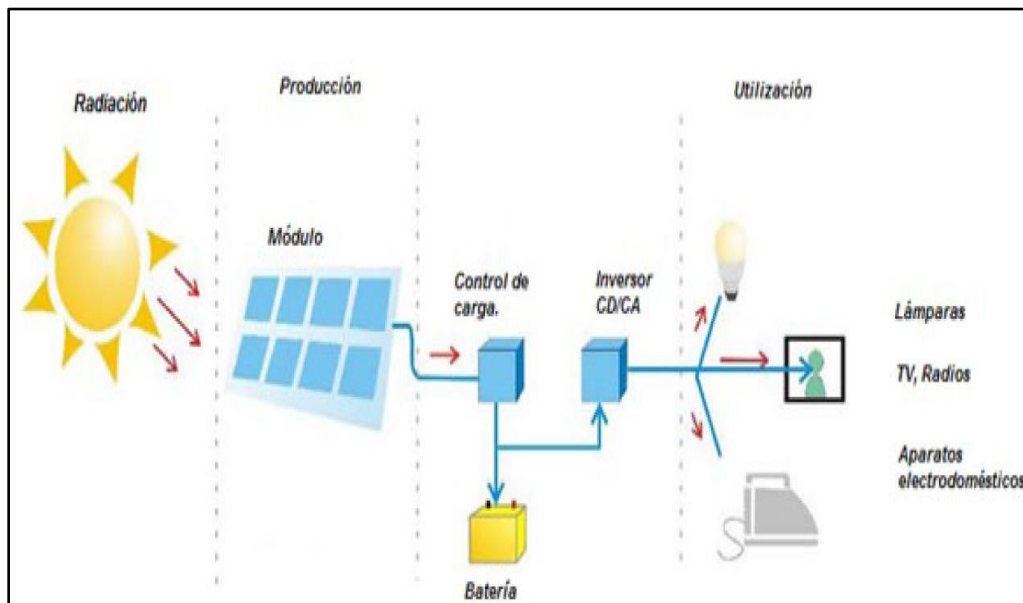 Radiación
Producción
Utilización
Módulo
Control de
carga.
Inversor
CD/CA
Lámparas
TV, Radios
Aparatos
electrodomésticos
Batería